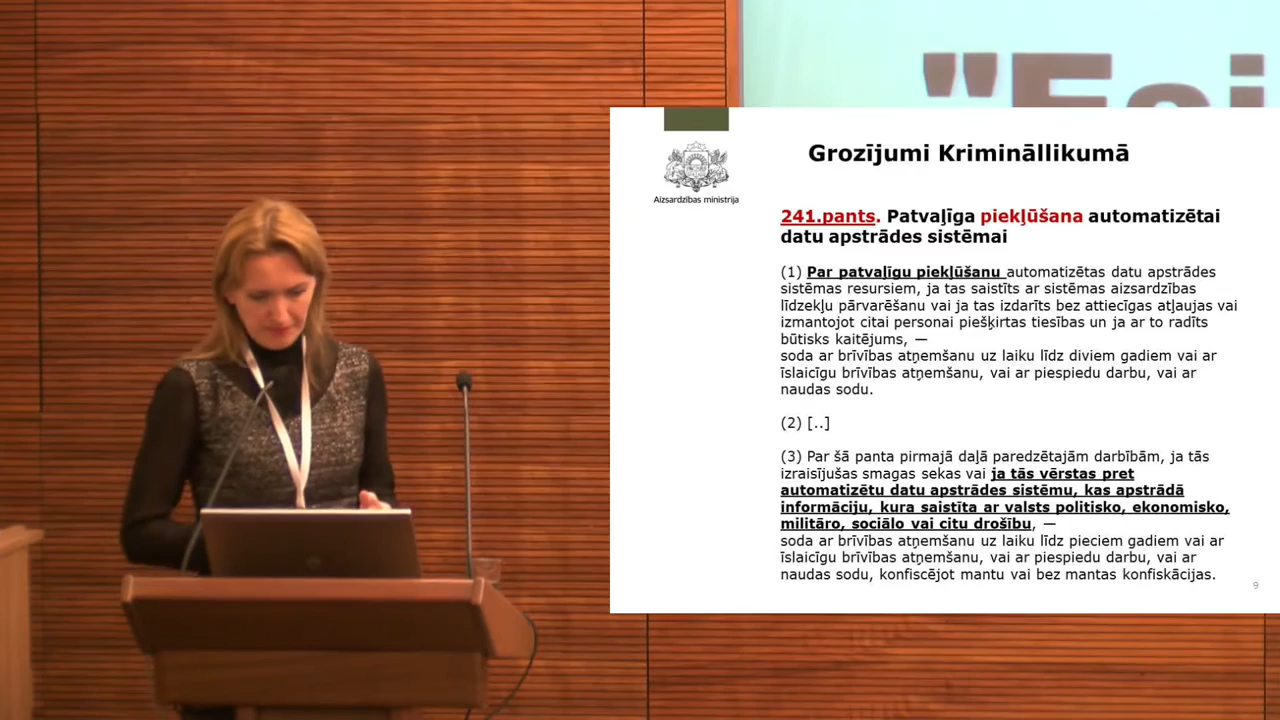 "Esi
Grozījumi Krimināllikumā
Aizsardzības ministrija
241.pants. Patvaļīga piekļūšana automatizētai
datu apstrādes sistēmai
(1) Par patvaļīgu piekļūšanu automatizētas datu apstrādes
sistēmas resursiem, ja tas saistīts ar sistēmas aizsardzības
līdzekļu pārvarēšanu vai ja tas izdarīts bez attiecīgas atļaujas vai
izmantojot citai personai piešķirtas tiesības un ja ar to radīts
būtisks kaitējums, —
soda ar brīvības atņemšanu uz laiku līdz diviem gadiem vai ar
īslaicīgu brīvības atņemšanu, vai ar piespiedu darbu, vai ar
naudas sodu.
(2) [..]
(3) Par šā panta pirmajā daļā paredzētajām darbībām, ja tās
izraisījušas smagas sekas vai ja tās vērstas pret
automatizētu datu apstrādes sistēmu, kas apstrādā
informāciju, kura saistīta ar valsts politisko, ekonomisko,
militāro, sociālo vai citu drošību, —
soda ar brīvības atņemšanu uz laiku līdz pieciem gadiem vai ar
īslaicīgu brīvības atņemšanu, vai ar piespiedu darbu, vai ar
naudas sodu, konfiscējot mantu vai bez mantas konfiskācijas.
9